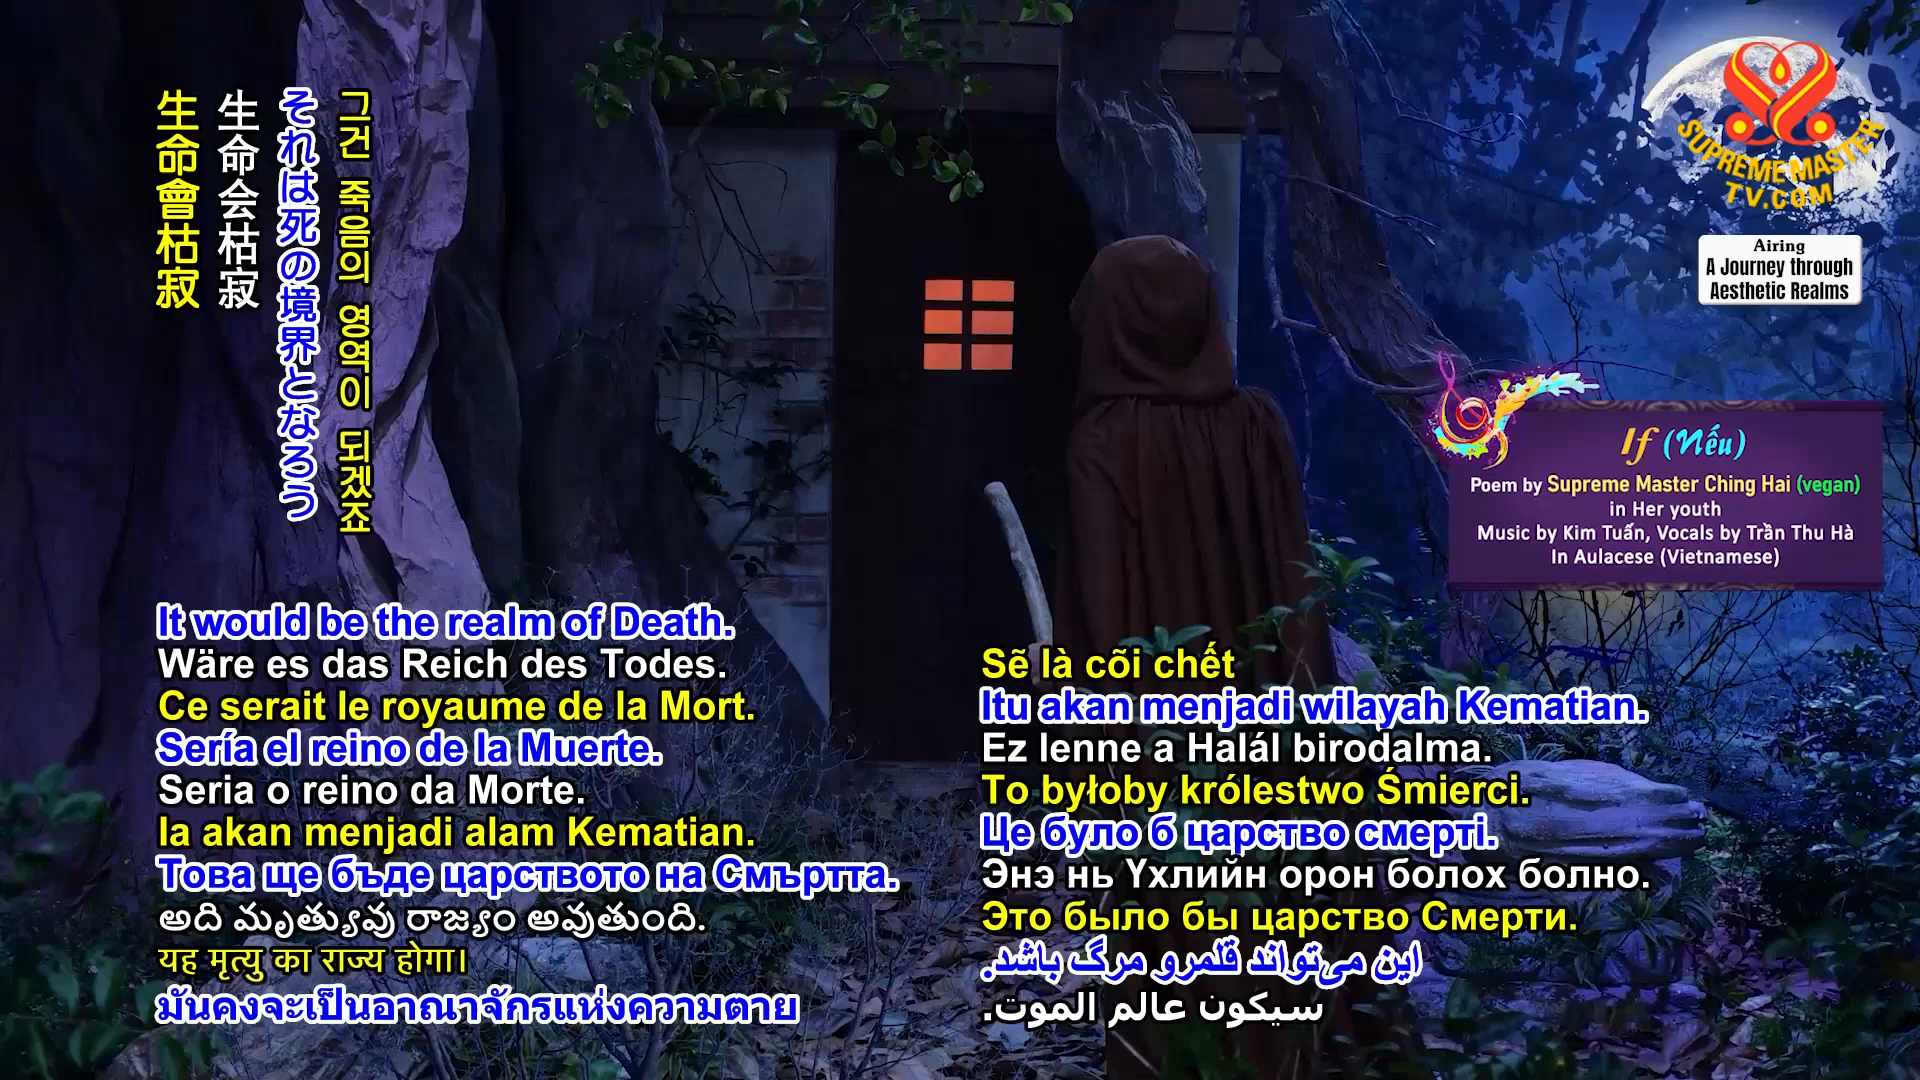 生命會枯寂
生命会枯寂
それは死の境界となろう
그건 죽음의 영역이 되겠죠
SUPREME MASTER
TV.COM
Airing
A Journey through
Aesthetic Realms
If (Nếu)
Poem by Supreme Master Ching Hai (vegan)
in Her youth
Music by Kim Tuấn, Vocals by Trần Thu Hà
In Aulacese (Vietnamese)
It would be the realm of Death.
Wäre es das Reich des Todes.
Ce serait le royaume de la Mort.
Sería el reino de la Muerte.
Seria o reino da Morte.
Ia akan menjadi alam Kematian.
Това ще бъде царството на Смъртта.
అది మృత్యువు రాజ్యం అవుతుంది.
यह मृत्यु का राज्य होगा।
มันคงจะเป็นอาณาจักรแห่งความตาย
Sẽ là cõi chết
Itu akan menjadi wilayah Kematian.
Ez lenne a Halál birodalma.
To byłoby królestwo Śmierci.
Це було б царство смерті.
Энэ нь Үхлийн орон болох болно.
Это было бы царство Смерти.
این می‌تواند قلمرو مرگ باشد.
سيكون عالم الموت.